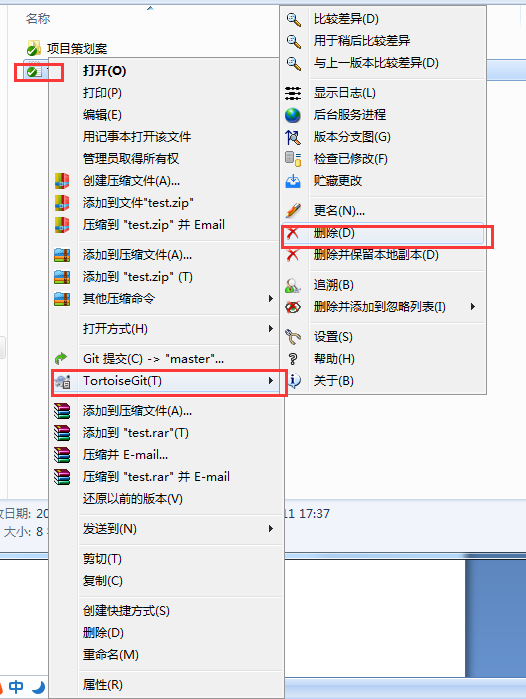 名称
项目策划案
打开(O)
打印(P)
编辑(E)
用记事本打开该文件
管理员取得所有权
创建压缩文件(A)...
添加到文件"test.zip"
压缩到 "test.zip" 并 Email
添加到压缩文件(A)...
添加到 "test.zip" (T)
其他压缩命令
打开方式(H)
Git 提交(C) -> "master"...
TortoiseGit(T)
添加到压缩文件(A)...
添加到 "test.rar"(T)
压缩并 E-mail...
压缩到 "test.rar" 并 E-mail
还原以前的版本(V)
发送到(N)
剪切(T)
复制(C)
创建快捷方式(S)
删除(D)
重命名(M)
属性(R)
比较差异(D)
用于稍后比较差异
与上一版本比较差异(D)
显示日志(L)
后台服务进程
版本分支图(G)
检查已修改(F)
贮藏更改
更名(N)...
删除(D)
删除并保留本地副本(D)
追溯(B)
删除并添加到忽略列表(I)
设置(S)
帮助(H)
关于(B)
日期: 20
11 17:37
大小: 8
中